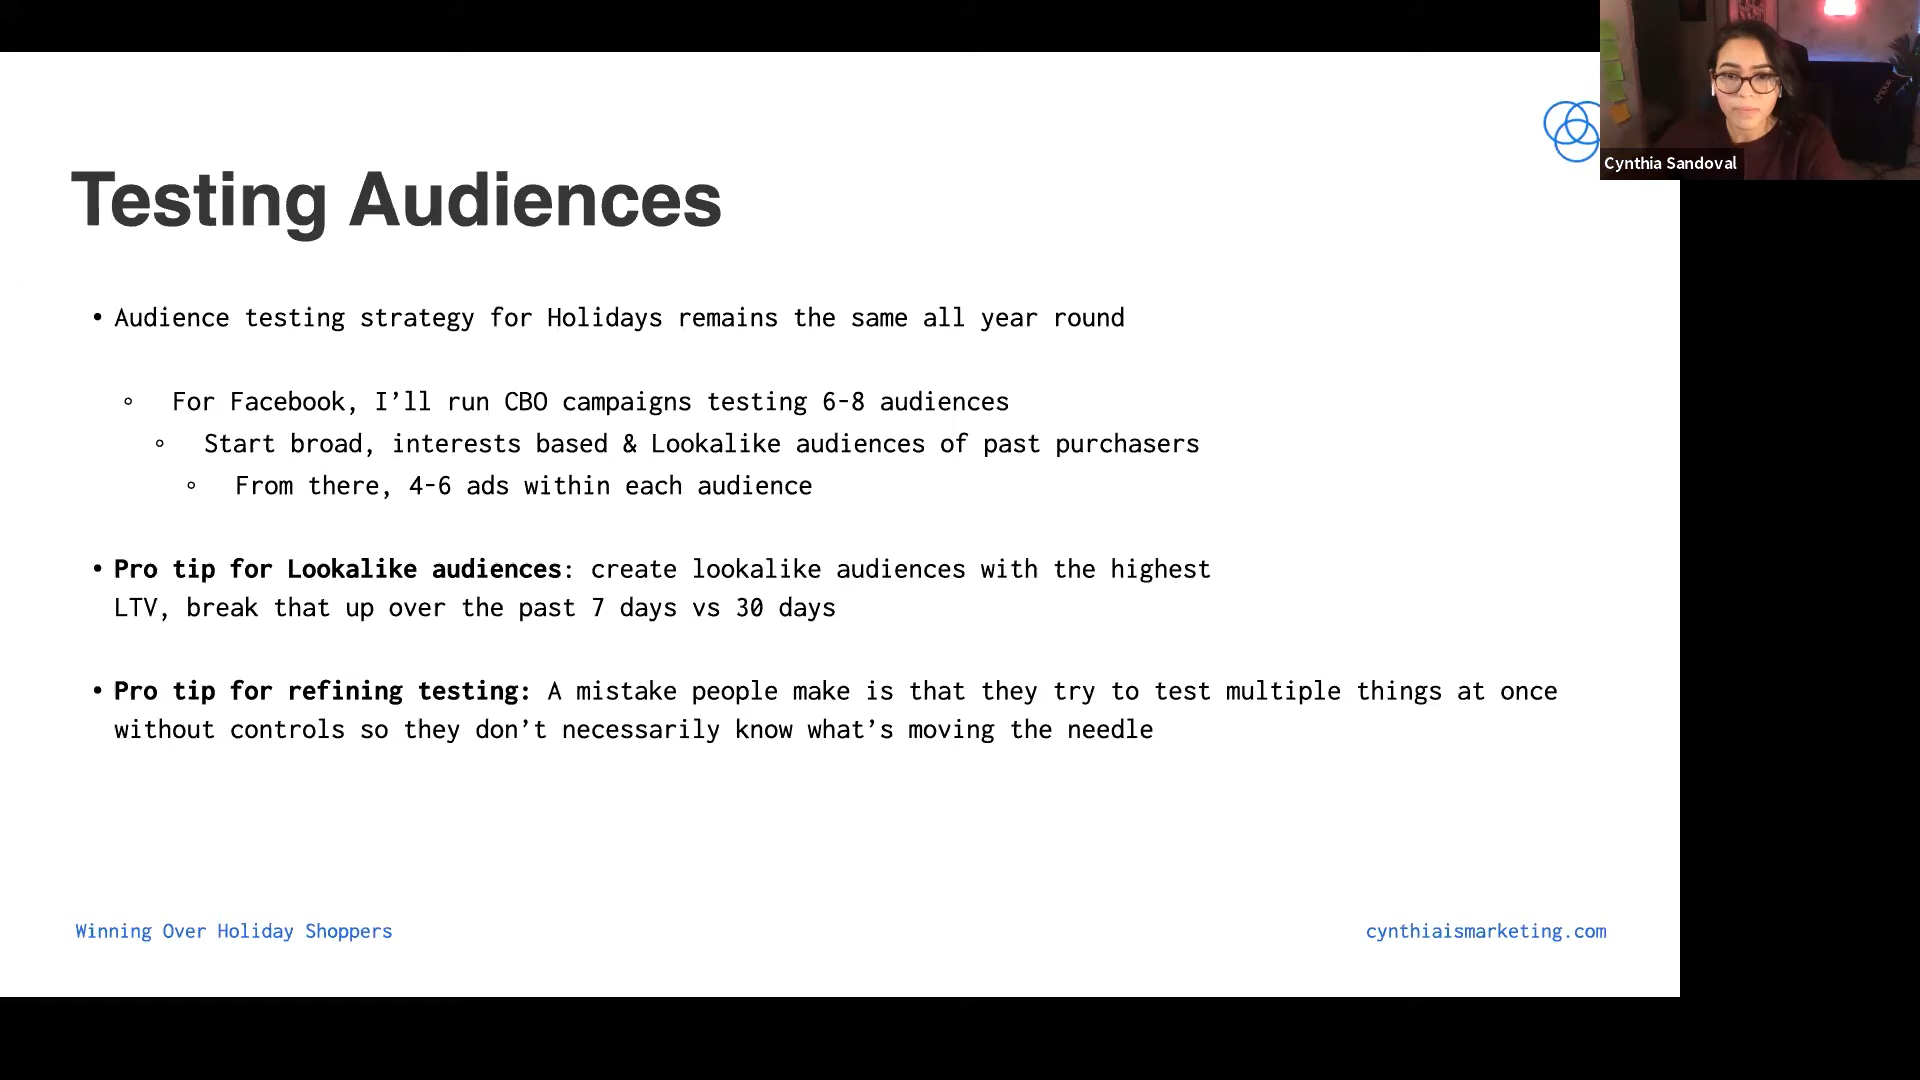 Cynthia Sandoval
Testing Audiences
• Audience testing strategy for Holidays remains the same all year round
◦ For Facebook, I’ll run CBO campaigns testing 6-8 audiences
◦ Start broad, interests based & Lookalike audiences of past purchasers
◦ From there, 4-6 ads within each audience
• Pro tip for Lookalike audiences: create lookalike audiences with the highest
LTV, break that up over the past 7 days vs 30 days
• Pro tip for refining testing: A mistake people make is that they try to test multiple things at once
without controls so they don’t necessarily know what’s moving the needle
Winning Over Holiday Shoppers
cynthiaismarketing.com